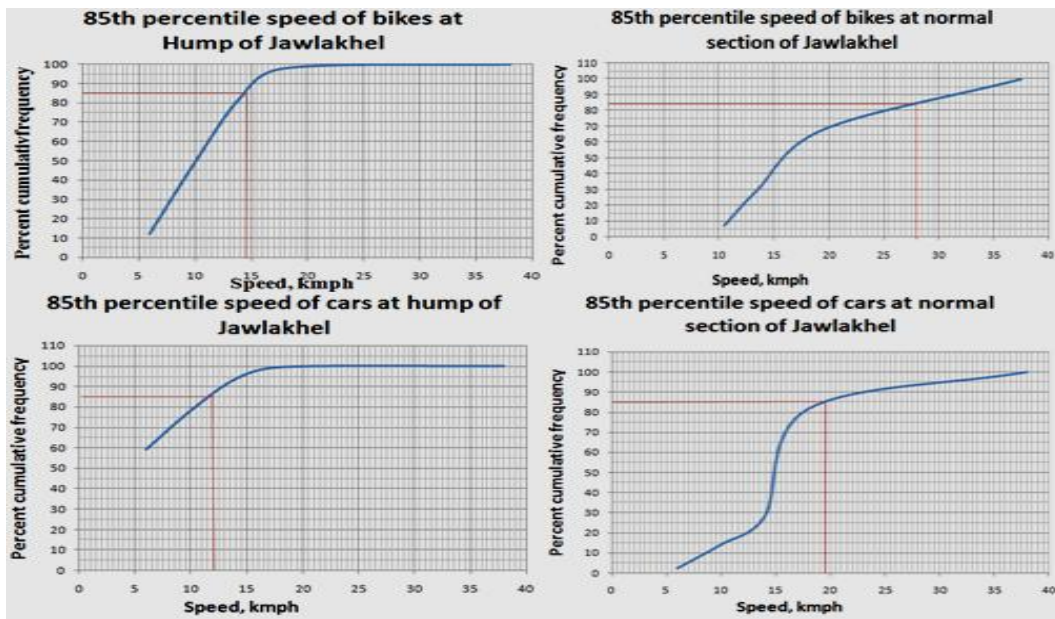 85th percentile speed of bikes at
Hump of Jawlakhel
Percent cumulativfrequency
100
90
80
70
60
50
40
30
20
10
0
0 5 10 15 20 25 30 35 40
Speed, kmph
85th percentile speed of bikes at normal
section of Jawlakhel
Percent cumulative frequency
110
100
90
80
70
60
50
40
30
20
10
0
0 5 10 15 20 25 30 35 40
Speed, kmph
85th percentile speed of cars at hump of
Jawlakhel
Percent cumulative frequency
110
100
90
80
70
60
50
40
30
20
10
0
0 5 10 15 20 25 30 35 40
Speed, kmph
85th percentile speed of cars at normal
section of Jawlakhel
Percent cumulative frequency
110
100
90
80
70
60
50
40
30
20
10
0
0 5 10 15 20 25 30 35 40
Speed, kmph